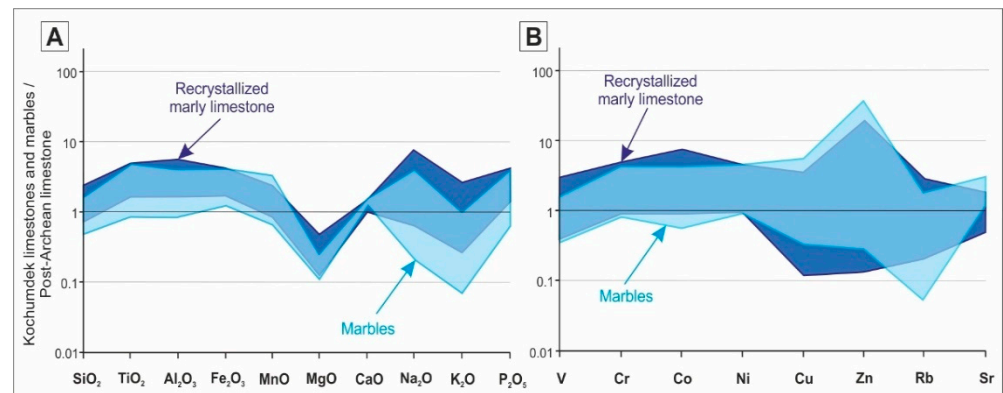 A
B
Kochumdek limestones and marbles /
Post-Archean limestone
100
10
1
0.1
0.01
Recrystallized
marly limestone
Marbles
SiO₂ TiO₂ Al₂O₃ Fe₂O₃ MnO MgO CaO Na₂O K₂O P₂O₅
100
10
1
0.1
0.01
Recrystallized
marly limestone
Marbles
V Cr Co Ni Cu Zn Rb Sr